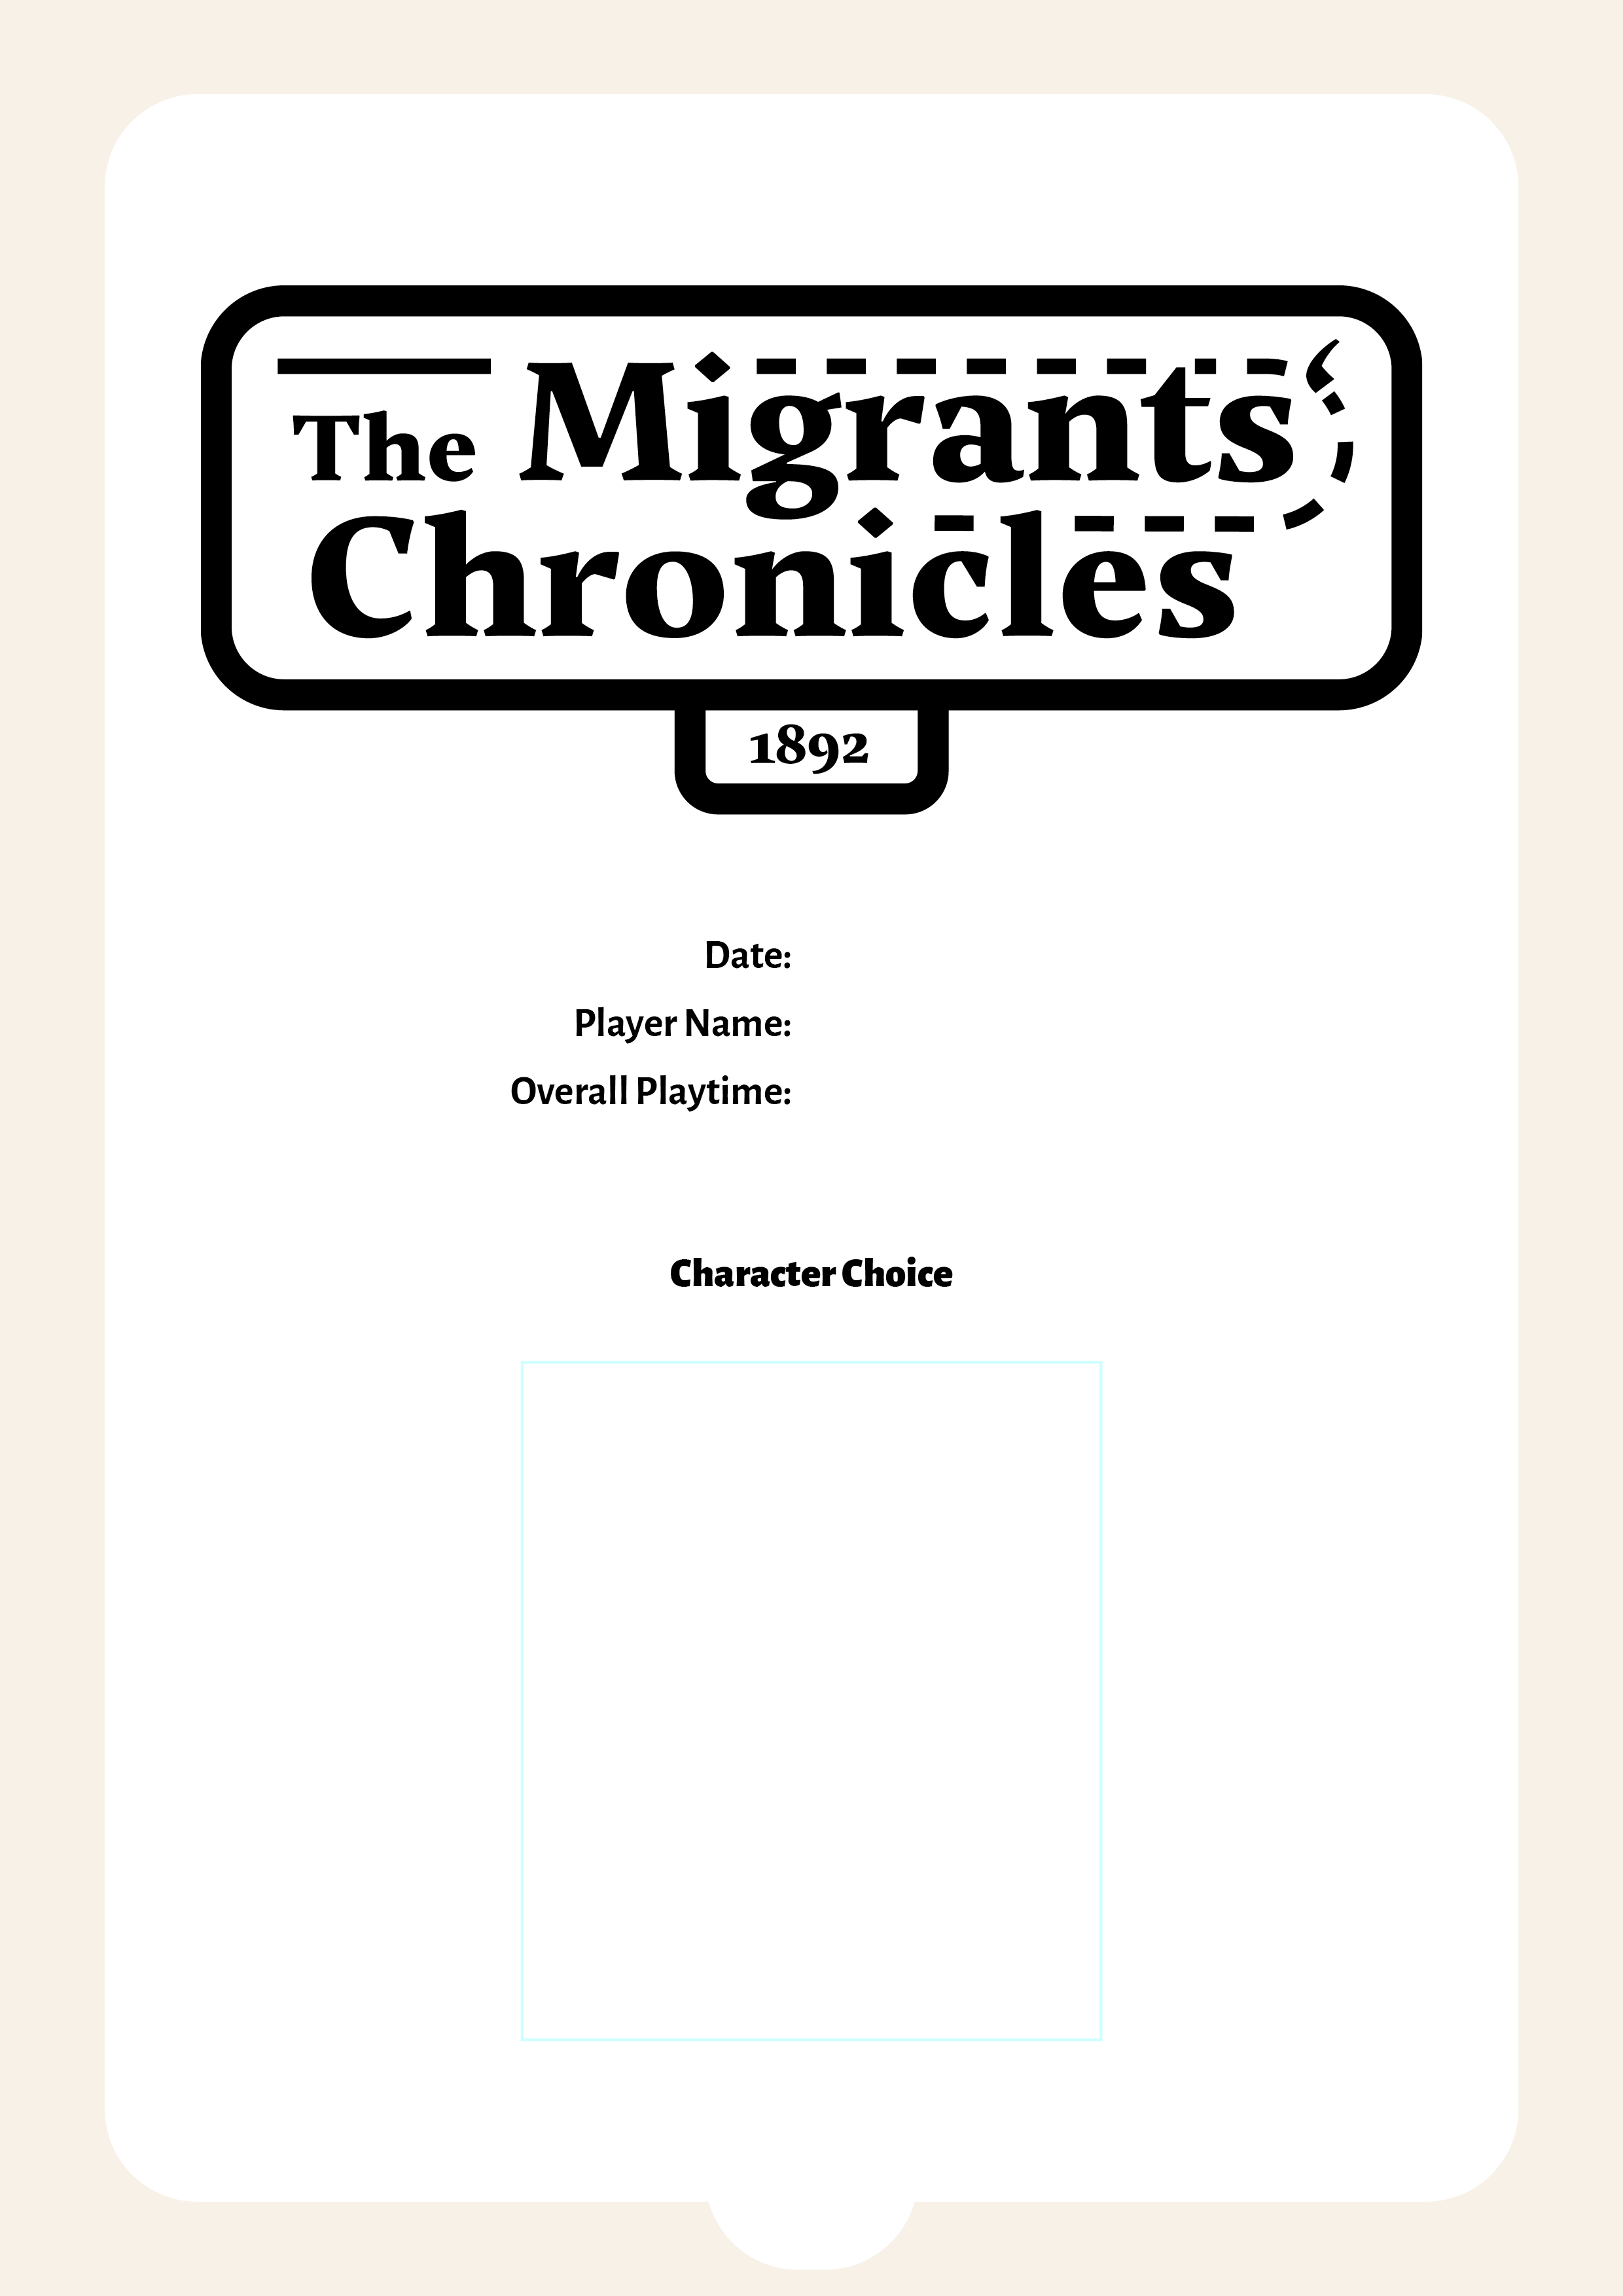 The Migrants
Chronicles
1892
Date:
Player Name:
Overall Playtime:
Character Choice